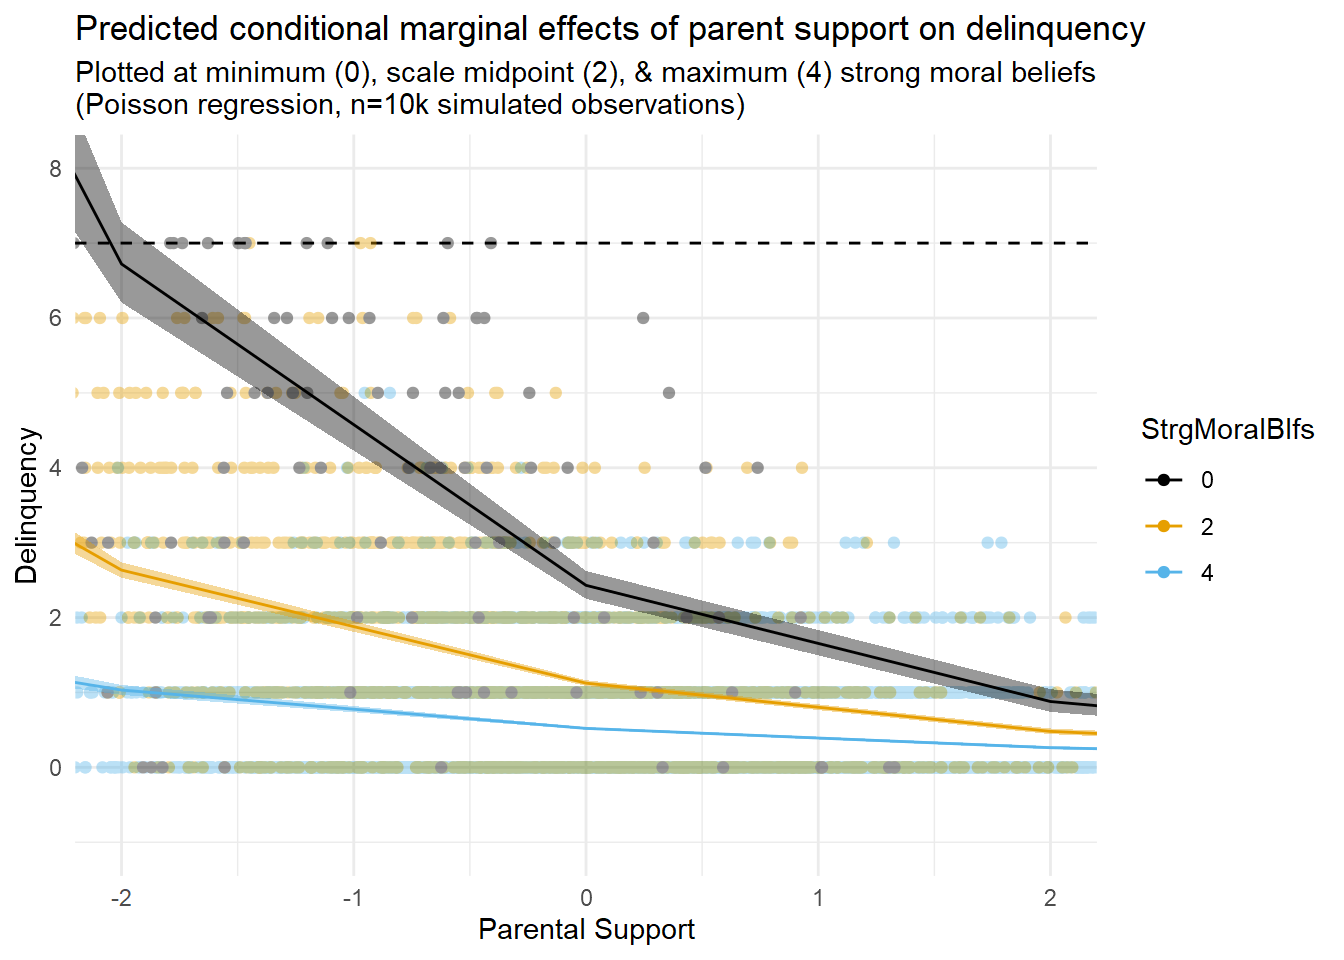 Predicted conditional marginal effects of parent support on delinquency
Plotted at minimum (0), scale midpoint (2), & maximum (4) strong moral beliefs
(Poisson regression, n=10k simulated observations)
8
6
4
2
0
Delinquency
-2
-1
0
1
2
Parental Support
StrgMoralBlfs
0
2
4